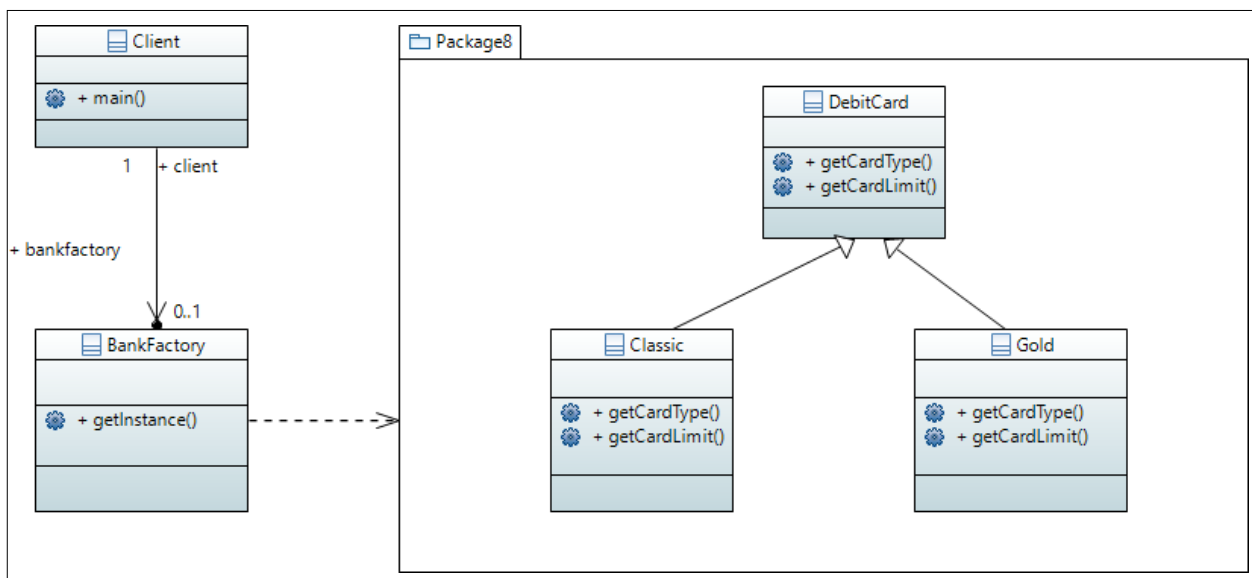 Client
+ main()
1
+ client
+ bankfactory
0..1
BankFactory
+ getInstance()
Package8
DebitCard
+ getCardType()
+ getCardLimit()
Classic
+ getCardType()
+ getCardLimit()
Gold
+ getCardType()
+ getCardLimit()